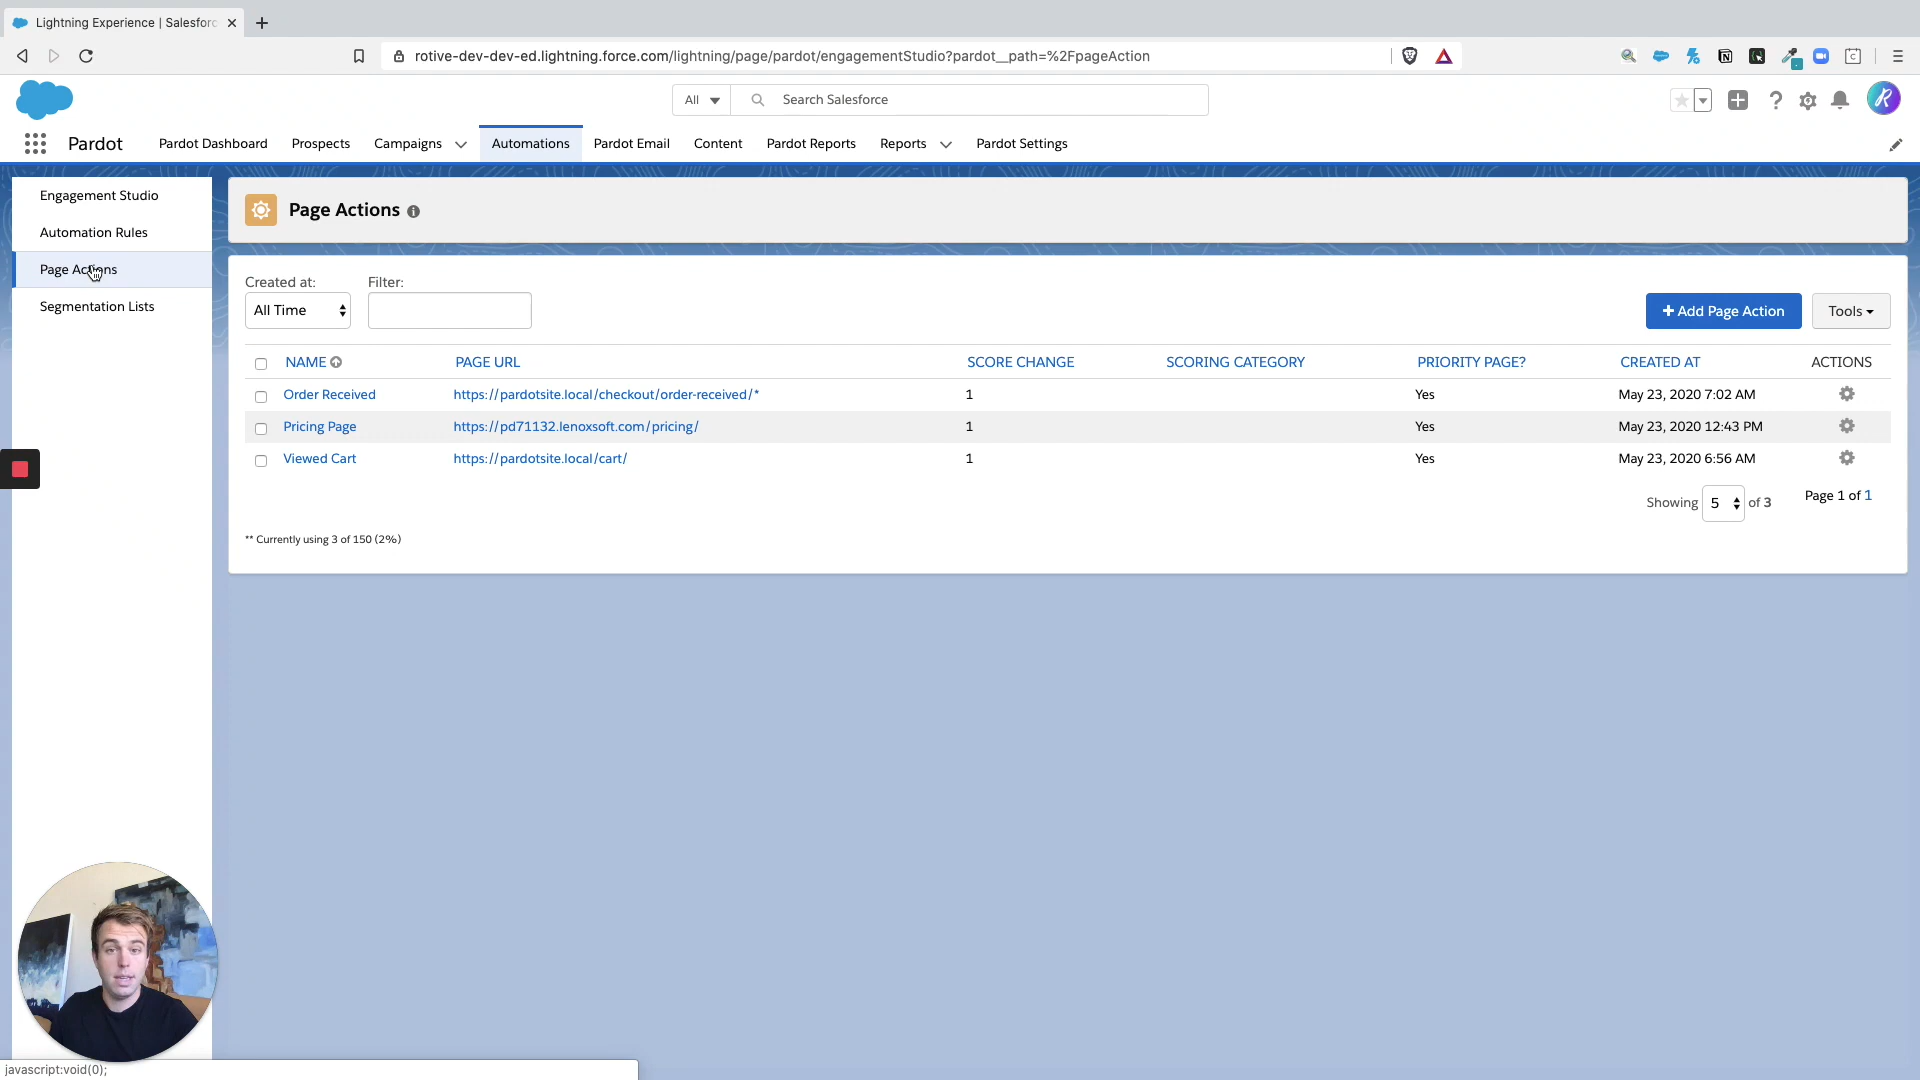 Lightning Experience | Salesforc
rotive-dev-dev-ed.lightning.force.com/lightning/page/pardot/engagementStudio?pardot__path=%2FpageAction
All
Search Salesforce
Pardot
Pardot Dashboard
Prospects
Campaigns
Automations
Pardot Email
Content
Pardot Reports
Reports
Pardot Settings
Engagement Studio
Automation Rules
Page Actions
Segmentation Lists
Page Actions
Created at:
Filter:
All Time
+ Add Page Action
Tools
NAME PAGE URL SCORE CHANGE SCORING CATEGORY PRIORITY PAGE? CREATED AT ACTIONS
Order Received https://pardotsite.local/checkout/order-received/* 1 Yes May 23, 2020 7:02 AM
Pricing Page https://pd71132.lenoxsoft.com/pricing/ 1 Yes May 23, 2020 12:43 PM
Viewed Cart https://pardotsite.local/cart/ 1 Yes May 23, 2020 6:56 AM
Showing 5 of 3 Page 1 of 1
** Currently using 3 of 150 (2%)
javascript:void(0);